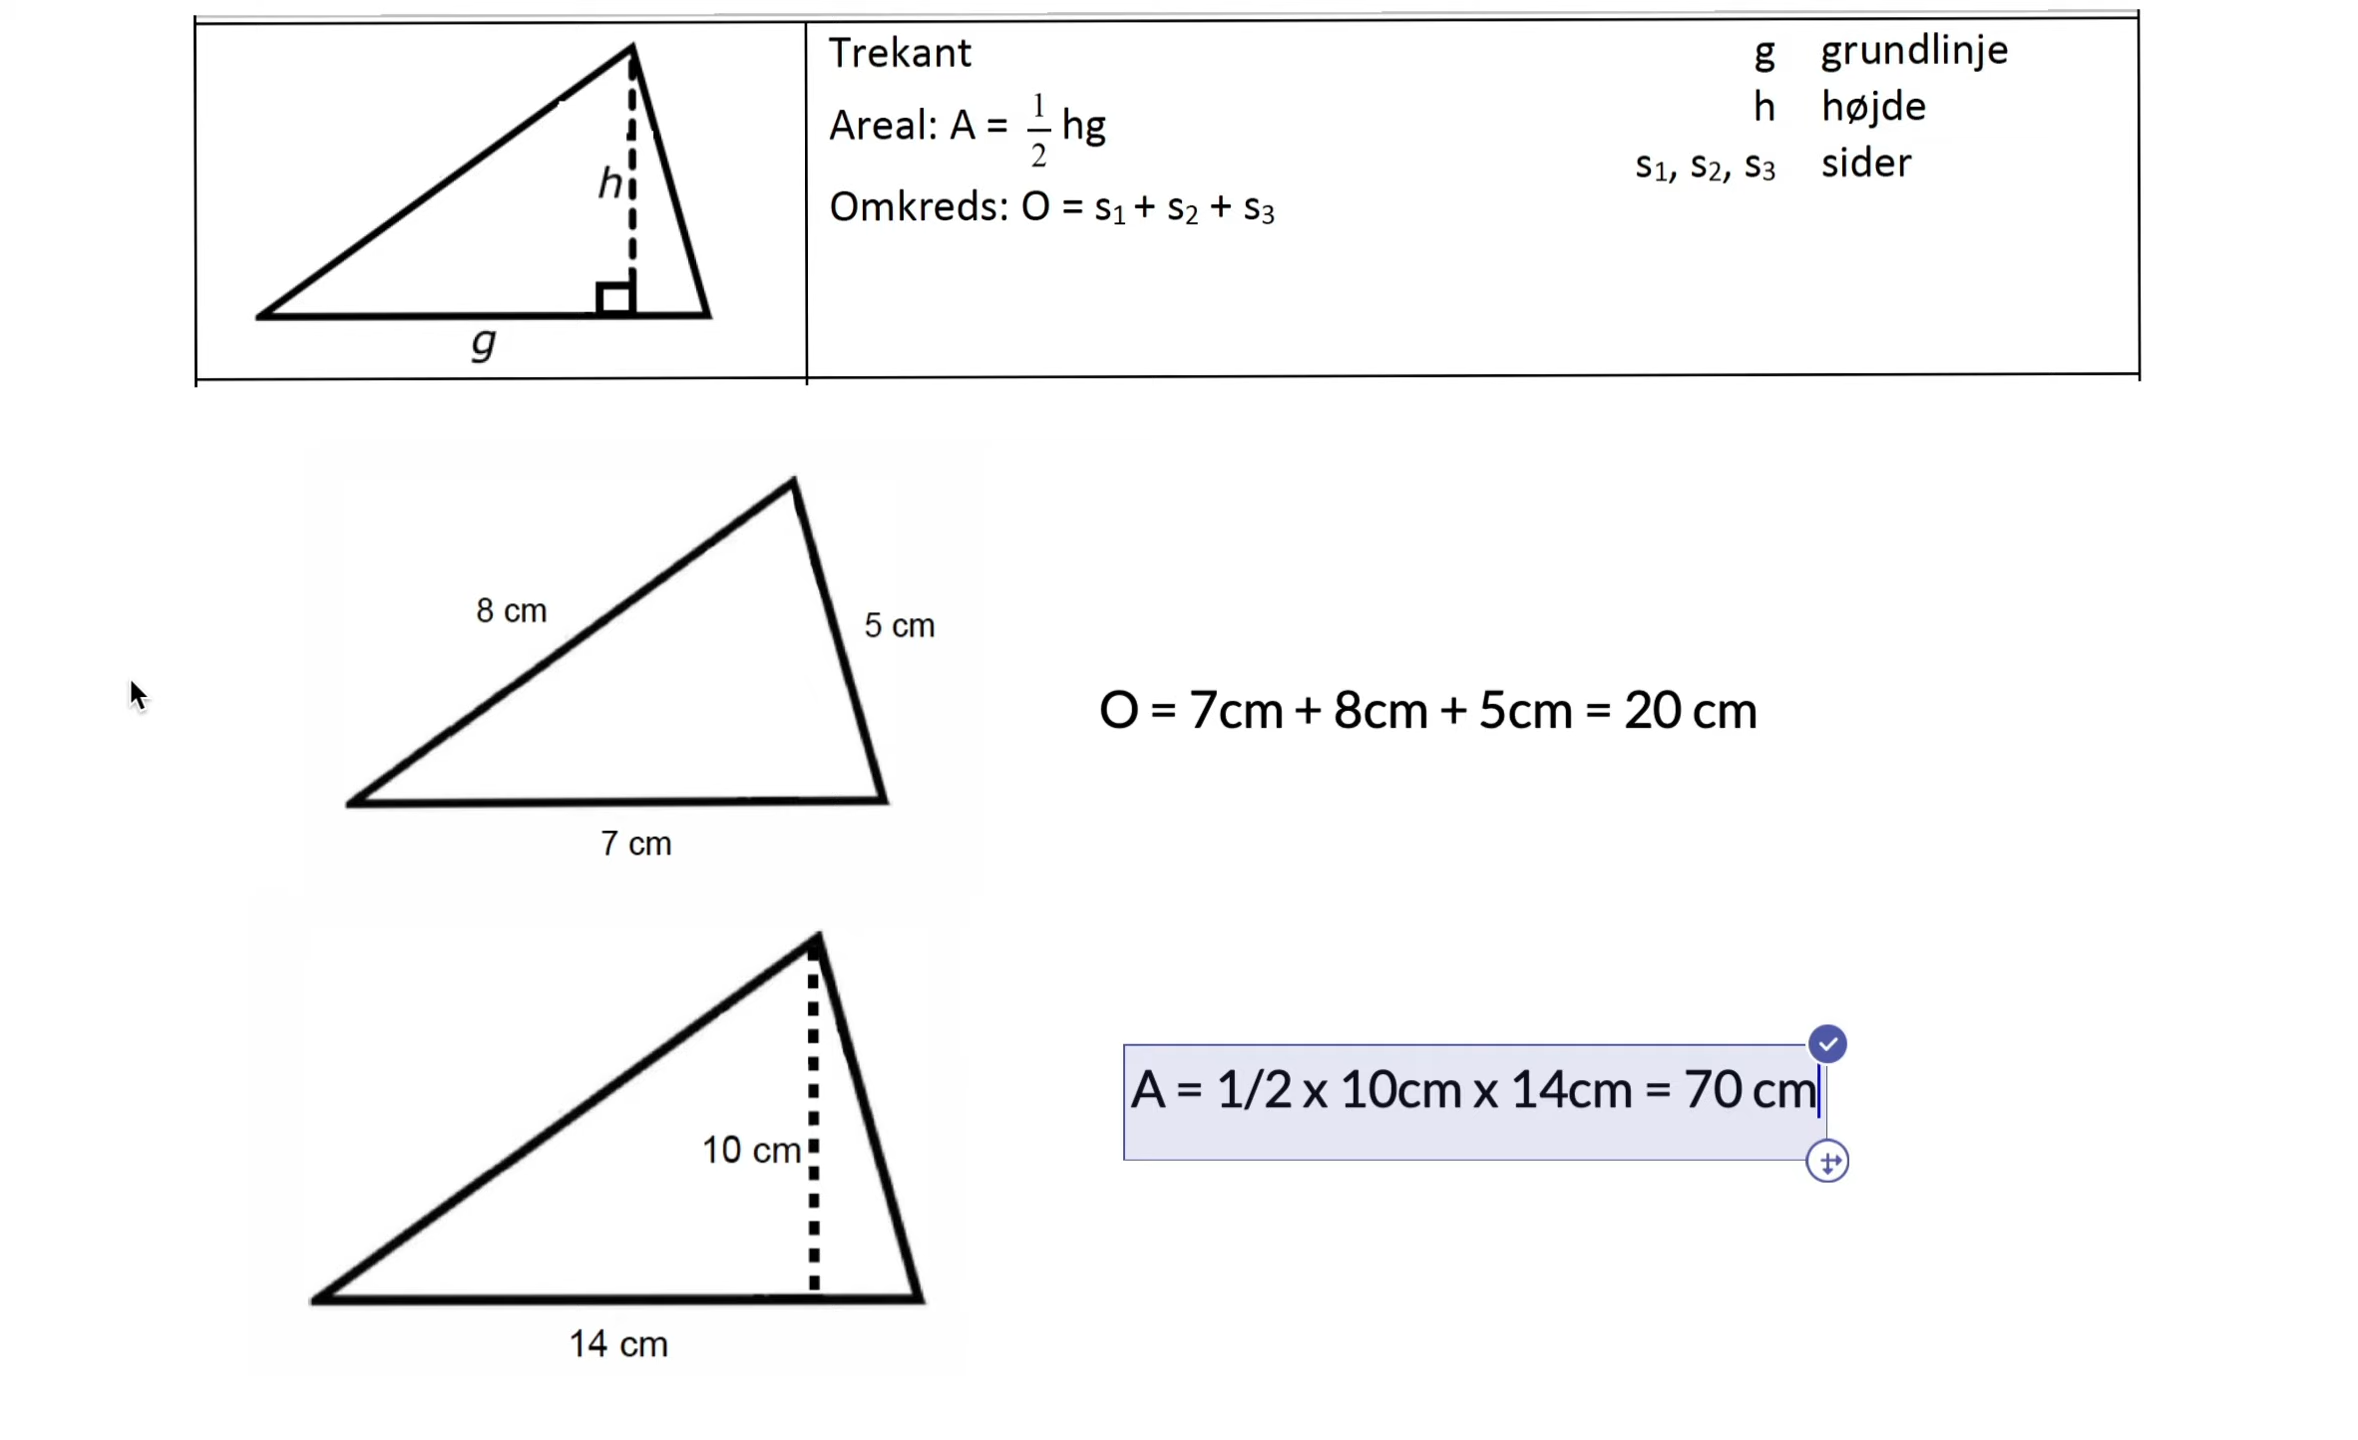 Trekant
Areal: A = 1/2 hg
Omkreds: O = s₁ + s₂ + s₃
g grundlinje
h højde
s₁, s₂, s₃ sider
h
g
8 cm
5 cm
7 cm
O = 7cm + 8cm + 5cm = 20 cm
10 cm
14 cm
A = 1/2 x 10cm x 14cm = 70 cm